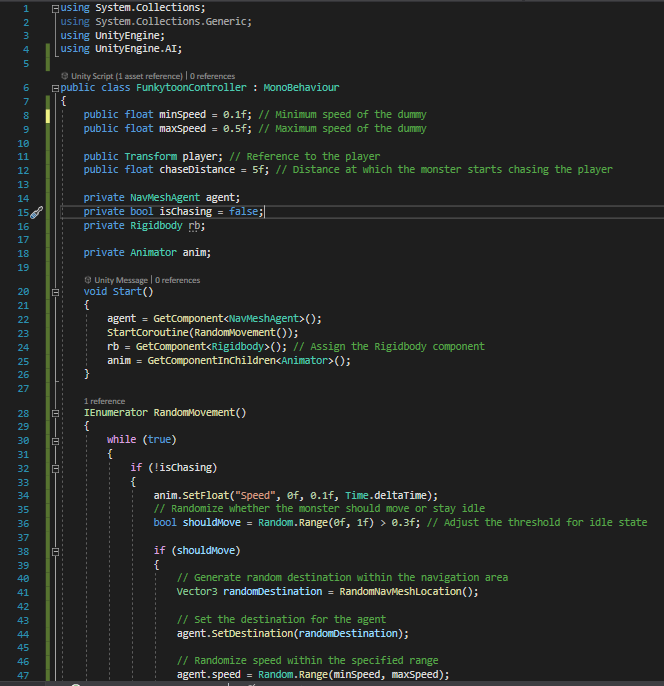 1 using System.Collections;
2 using System.Collections.Generic;
3 using UnityEngine;
4 using UnityEngine.AI;
5
Unity Script (1 asset reference) | 0 references
6 public class FunkytoonController : MonoBehaviour
7 {
8 public float minSpeed = 0.1f; // Minimum speed of the dummy
9 public float maxSpeed = 0.5f; // Maximum speed of the dummy
10
11 public Transform player; // Reference to the player
12 public float chaseDistance = 5f; // Distance at which the monster starts chasing the player
13
14 private NavMeshAgent agent;
15 private bool isChasing = false;
16 private Rigidbody rb;
17
18 private Animator anim;
19
Unity Message | 0 references
20 void Start()
21 {
22 agent = GetComponent<NavMeshAgent>();
23 StartCoroutine(RandomMovement());
24 rb = GetComponent<Rigidbody>(); // Assign the Rigidbody component
25 anim = GetComponentInChildren<Animator>();
26 }
27
1 reference
28 IEnumerator RandomMovement()
29 {
30 while (true)
31 {
32 if (!isChasing)
33 {
34 anim.SetFloat("Speed", 0f, 0.1f, Time.deltaTime);
35 // Randomize whether the monster should move or stay idle
36 bool shouldMove = Random.Range(0f, 1f) > 0.3f; // Adjust the threshold for idle state
37
38 if (shouldMove)
39 {
40 // Generate random destination within the navigation area
41 Vector3 randomDestination = RandomNavMeshLocation();
42
43 // Set the destination for the agent
44 agent.SetDestination(randomDestination);
45
46 // Randomize speed within the specified range
47 agent.speed = Random.Range(minSpeed, maxSpeed);